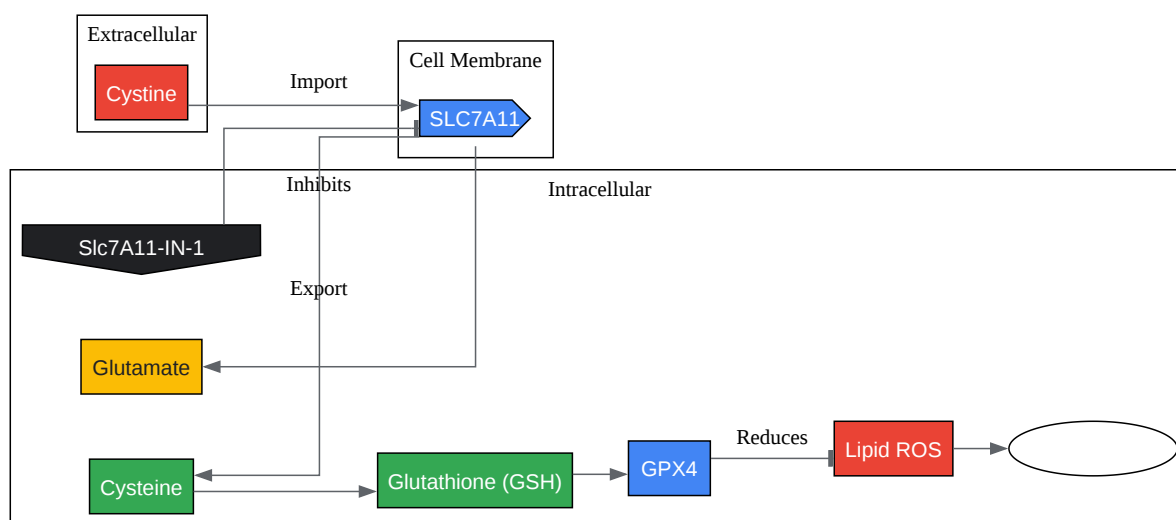 Extracellular
Cystine
Import
Cell Membrane
SLC7A11
Inhibits
Intracellular
Slc7A11-IN-1
Export
Glutamate
Cysteine
Glutathione (GSH)
GPX4
Reduces
Lipid ROS